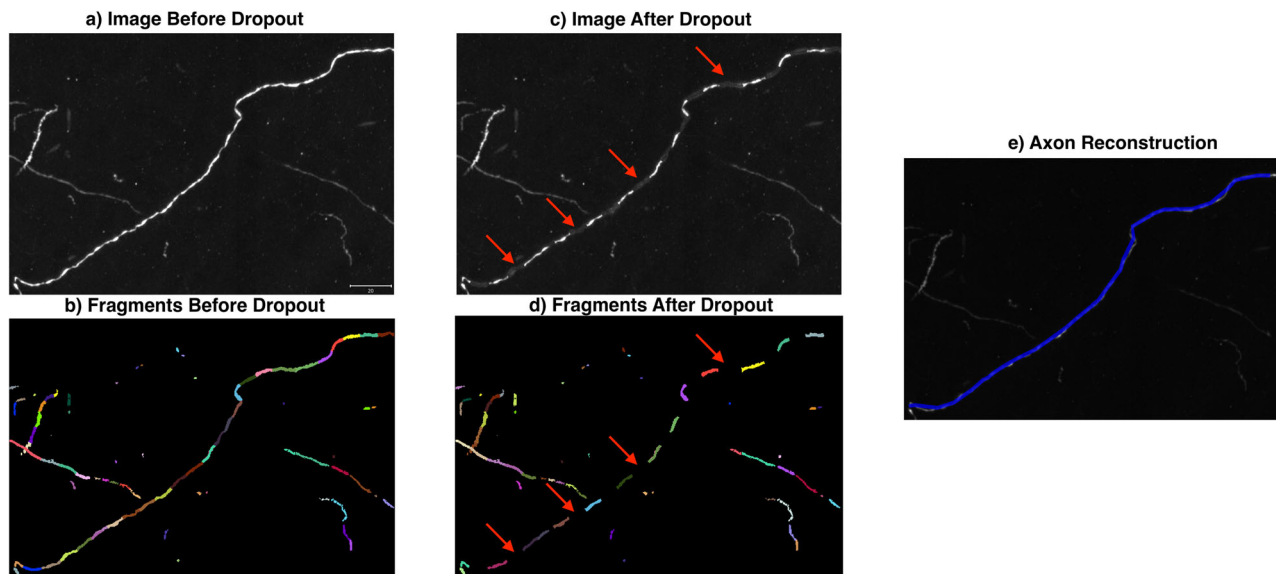 a) Image Before Dropout
c) Image After Dropout
e) Axon Reconstruction
20
b) Fragments Before Dropout
d) Fragments After Dropout